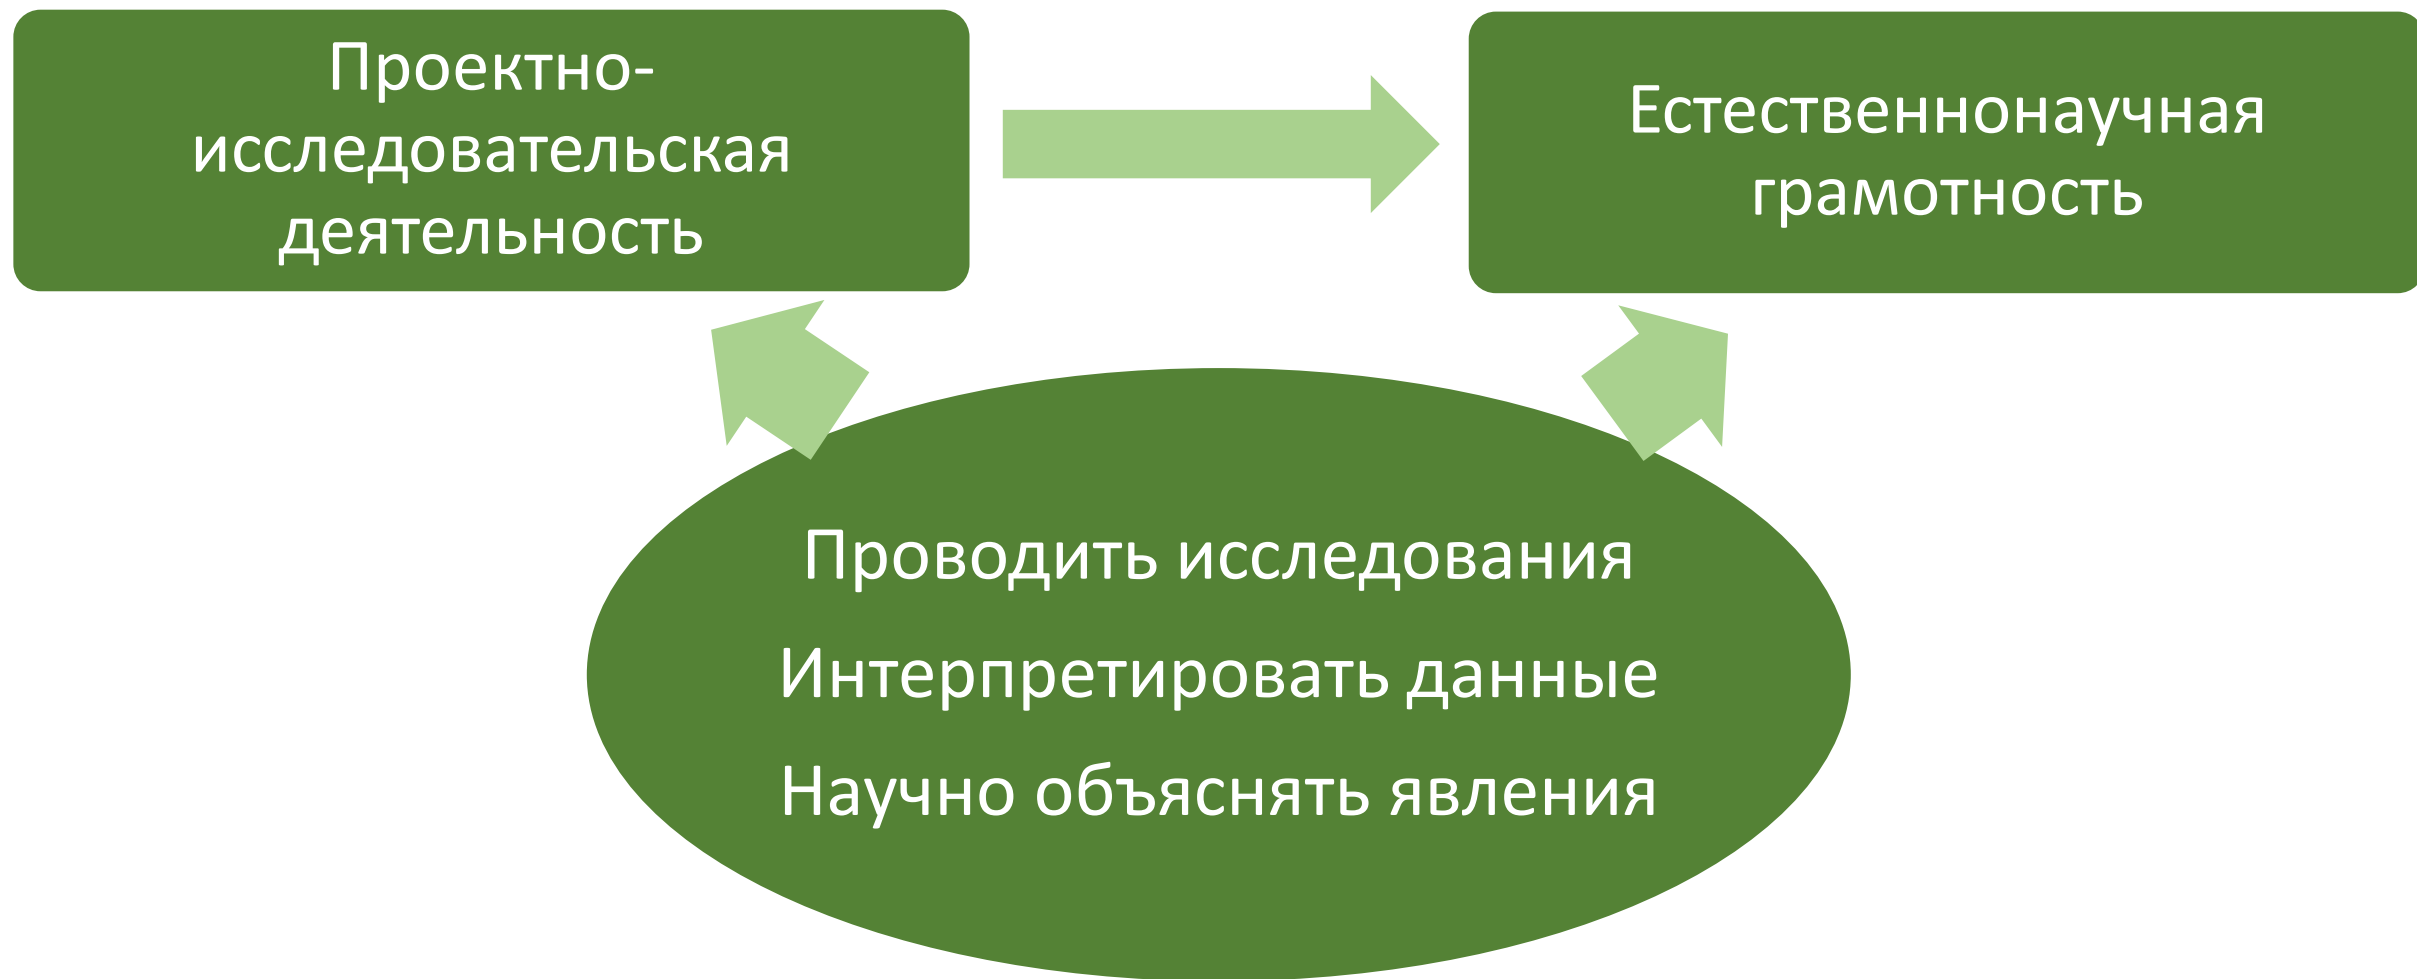 Проектно-
исследовательская
деятельность
Естественнонаучная
грамотность
Проводить исследования
Интерпретировать данные
Научно объяснять явления